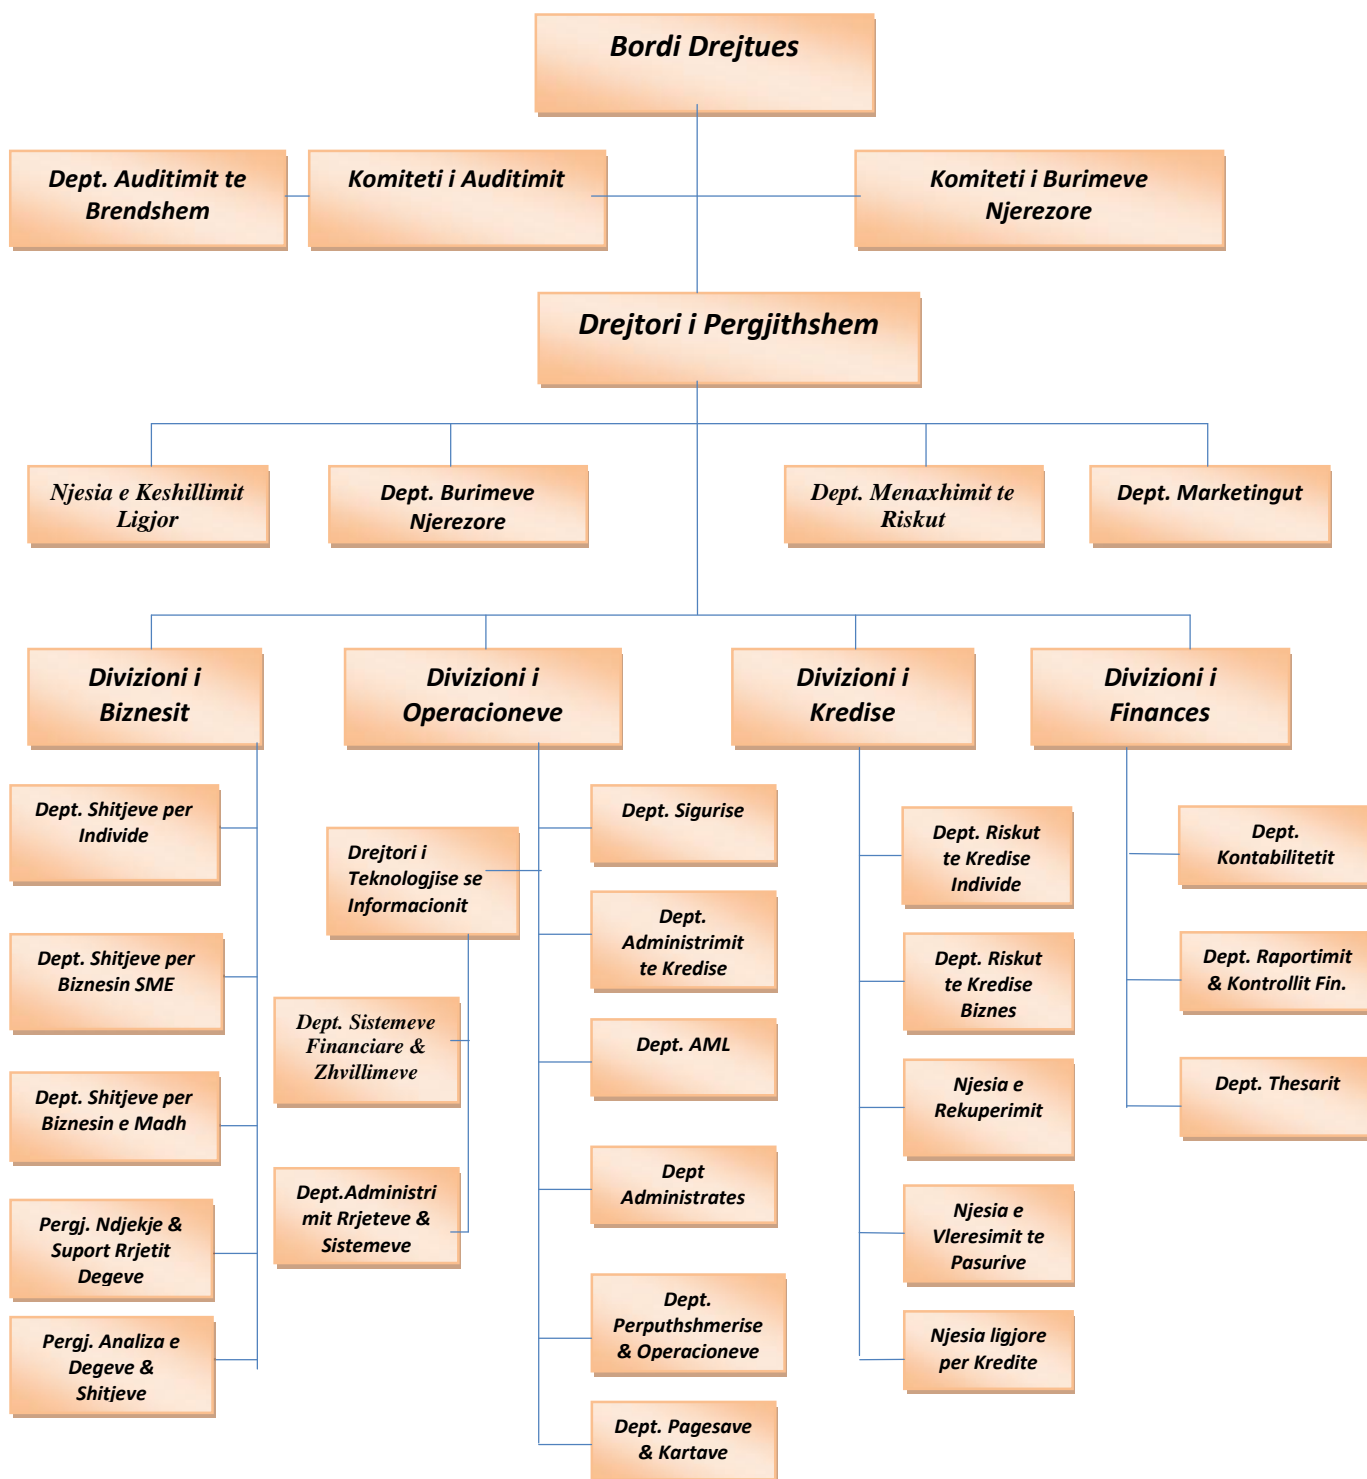 Bordi Drejtues
Dept. Auditimit te
Brendshem
Komiteti i Auditimit
Komiteti i Burimeve
Njerezore
Drejtori i Pergjithshem
Njesia e Keshillimit
Ligjor
Dept. Burimeve
Njerezore
Dept. Menaxhimit te
Riskut
Dept. Marketingut
Divizioni i
Biznesit
Divizioni i
Operacioneve
Divizioni i
Kredise
Divizioni i
Finances
Dept. Shitjeve per
Individe
Dept. Shitjeve per
Biznesin SME
Dept. Shitjeve per
Biznesin e Madh
Pergj. Ndjekje &
Suport Rrjetit
Degeve
Pergj. Analiza e
Degeve &
Shitjeve
Drejtori i
Teknologjise se
Informacionit
Dept. Sistemeve
Financiare &
Zhvillimeve
Dept.Administri
mit Rrjeteve &
Sistemeve
Dept. Sigurise
Dept.
Administrimit
te Kredise
Dept. AML
Dept
Administrates
Dept.
Perputhshmerise
& Operacioneve
Dept. Pagesave
& Kartave
Dept. Riskut
te Kredise
Individe
Dept. Riskut
te Kredise
Biznes
Njesia e
Rekuperimit
Njesia e
Vleresimit te
Pasurive
Njesia ligjore
per Kredite
Dept.
Kontabilitetit
Dept. Raportimit
& Kontrollit Fin.
Dept. Thesarit